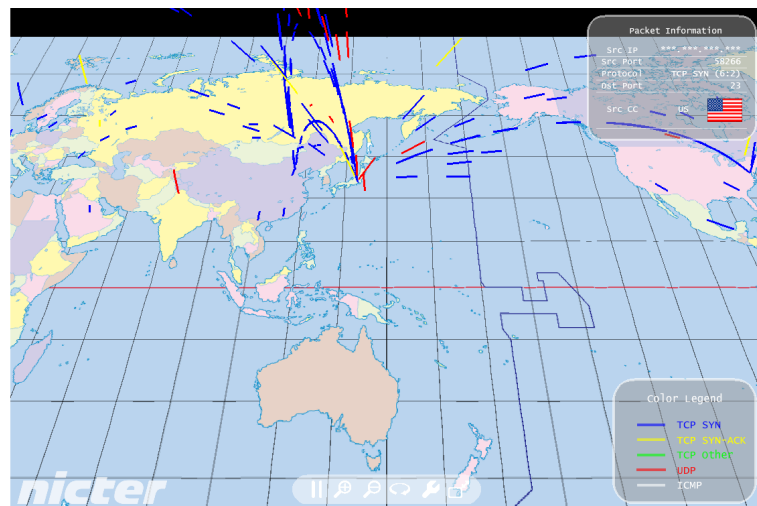 Packet Information
Src IP ***.***.***.***
Src Port 58266
Protocol TCP SYN (6:2)
Dst Port 23
Src CC US
Color Legend
TCP SYN
TCP SYN-ACK
TCP Other
UDP
ICMP
nicter